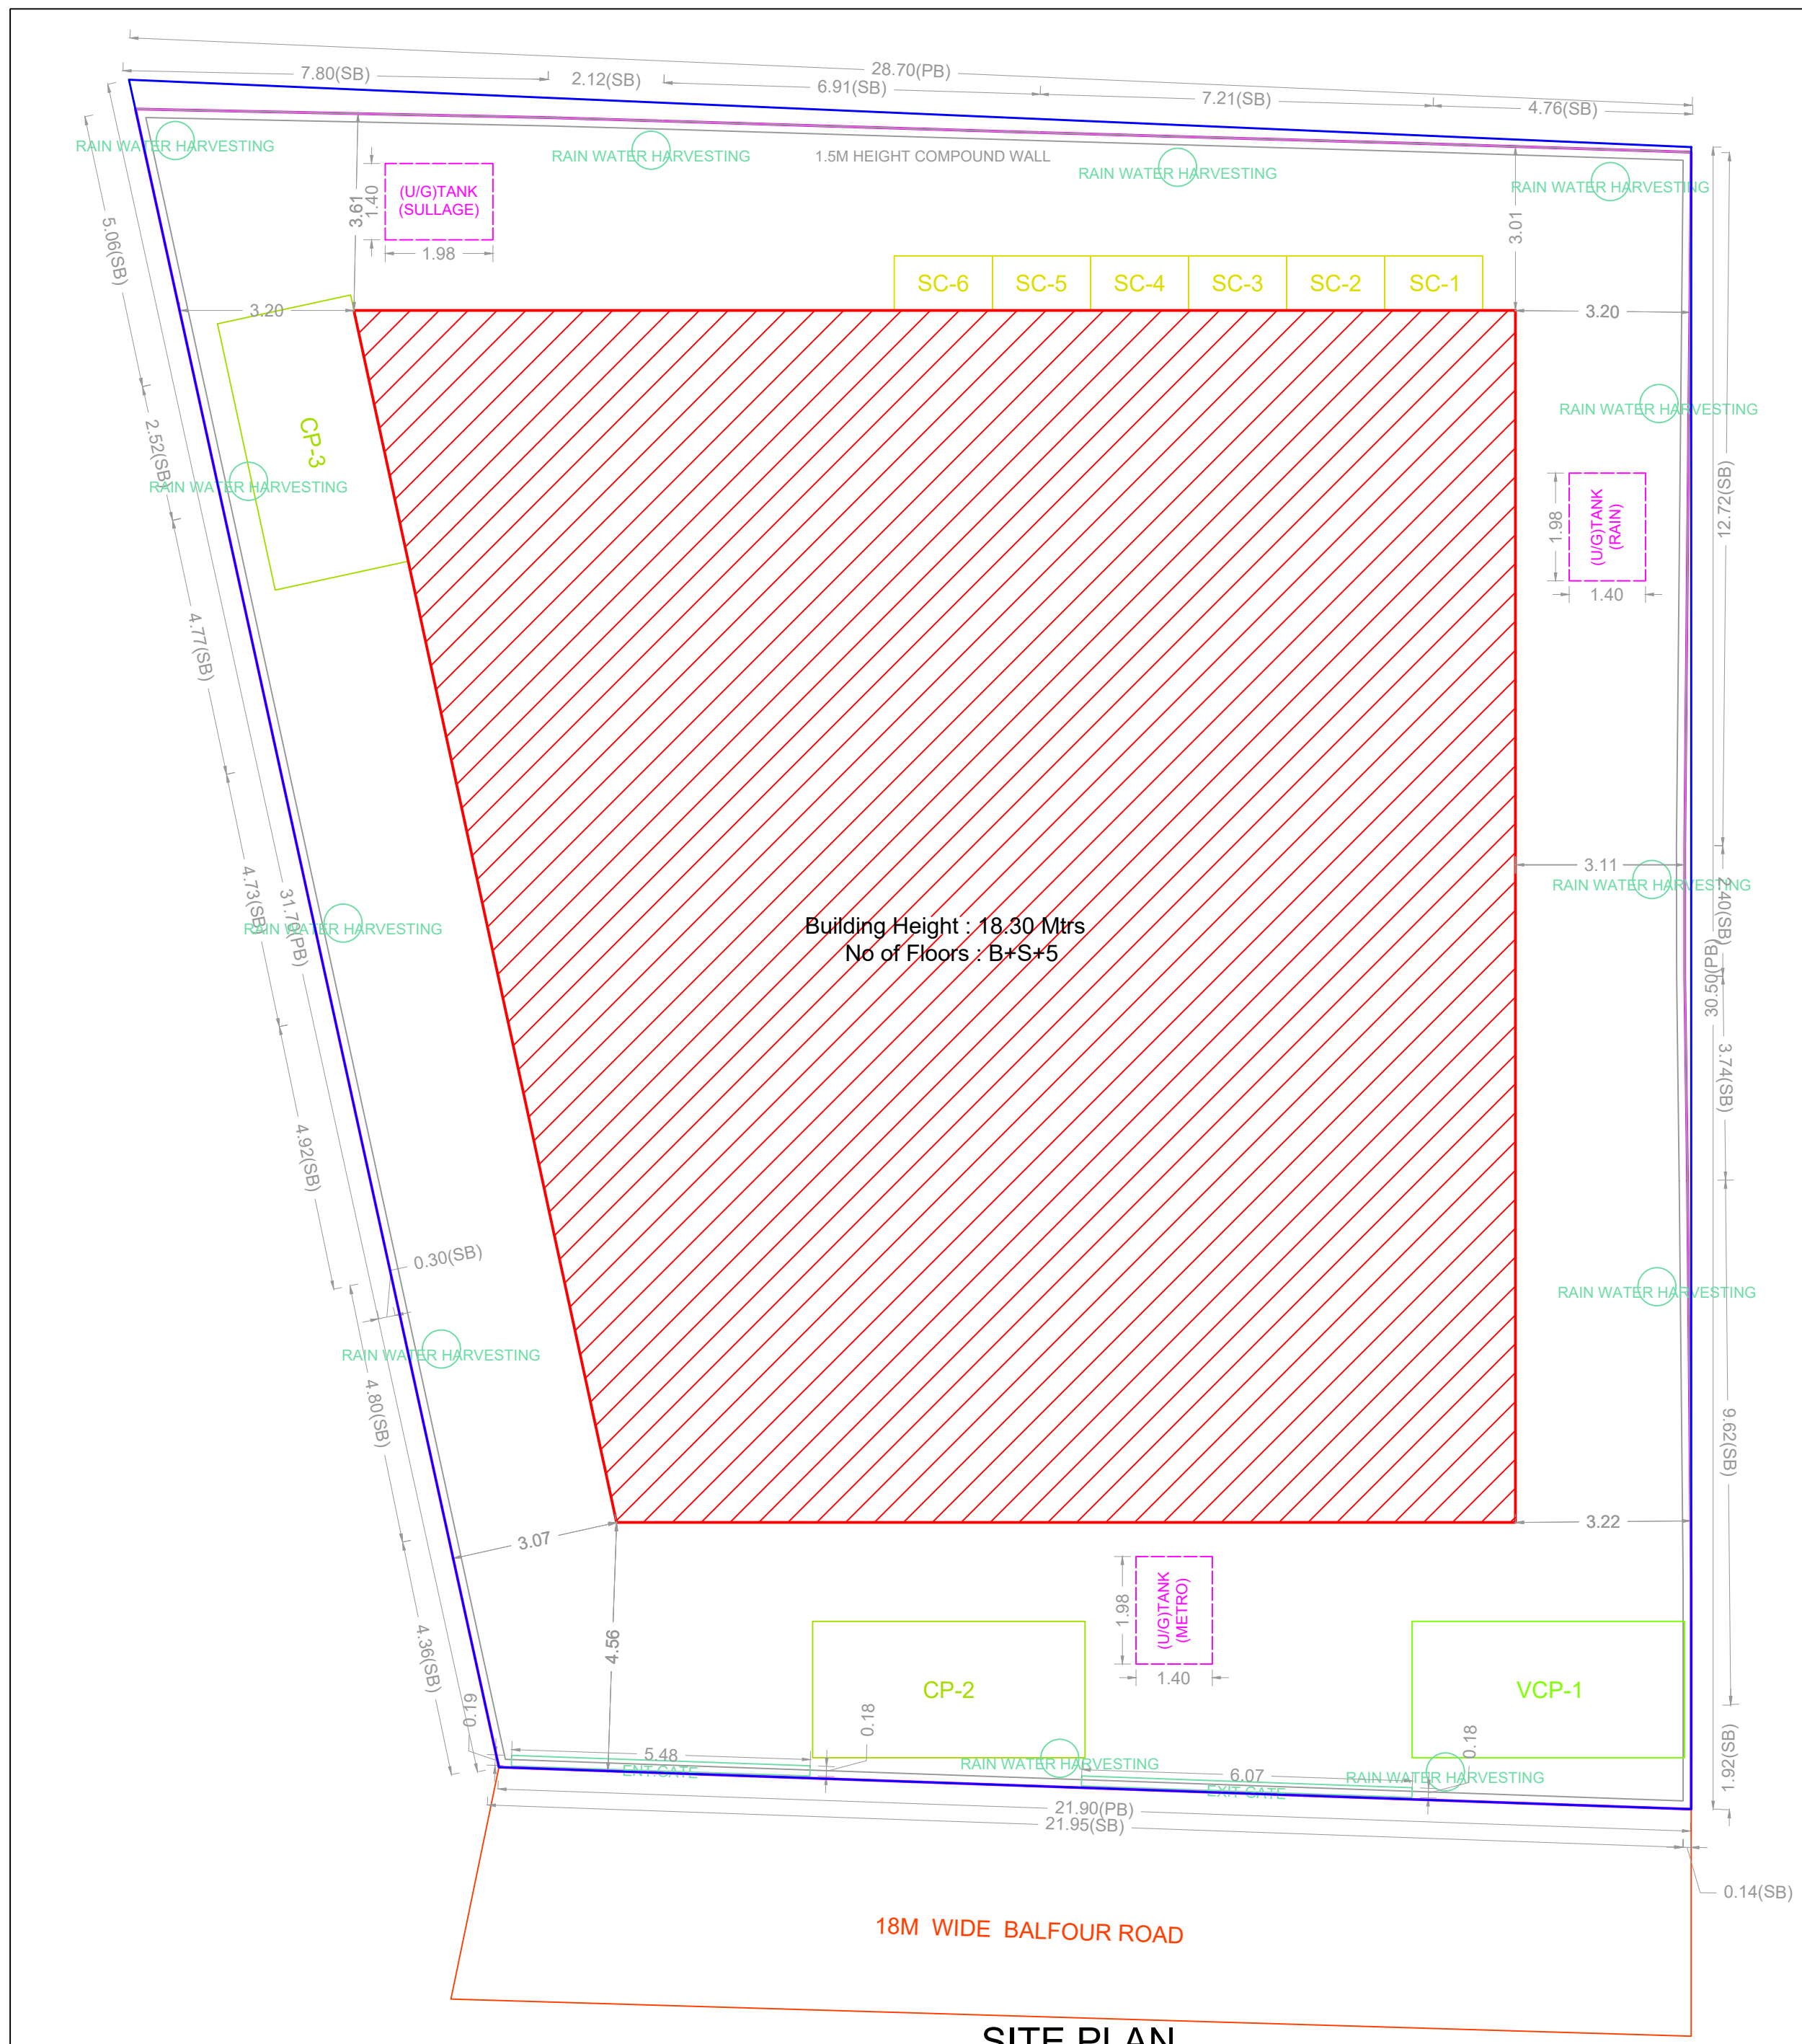 28.70(PB)
7.80(SB)
2.12(SB)
6.91(SB)
7.21(SB)
4.76(SB)
RAIN WATER HARVESTING
RAIN WATER HARVESTING
1.5M HEIGHT COMPOUND WALL
RAIN WATER HARVESTING
RAIN WATER HARVESTING
(U/G)TANK
(SULLAGE)
1.40
3.61
1.98
3.01
5.06(SB)
SC-6
SC-5
SC-4
SC-3
SC-2
SC-1
3.20
3.20
CP-3
RAIN WATER HARVESTING
2.52(SB)
RAIN WATER HARVESTING
12.72(SB)
1.98
(U/G)TANK
(RAIN)
1.40
4.77(SB)
3.11
RAIN WATER HARVESTING
2.40(SB)
4.73(SB)
31.70(PB)
RAIN WATER HARVESTING
Building Height : 18.30 Mtrs
No of Floors : B+S+5
30.50(PB)
3.74(SB)
4.92(SB)
0.30(SB)
RAIN WATER HARVESTING
RAIN WATER HARVESTING
4.80(SB)
9.62(SB)
3.07
3.22
4.56
1.98
(U/G)TANK
(METRO)
1.40
4.36(SB)
CP-2
VCP-1
0.19
0.18
0.18
1.92(SB)
5.48
ENT.GATE
RAIN WATER HARVESTING
6.07
EXIT GATE
RAIN WATER HARVESTING
21.90(PB)
21.95(SB)
0.14(SB)
18M WIDE BALFOUR ROAD
SITE PLAN